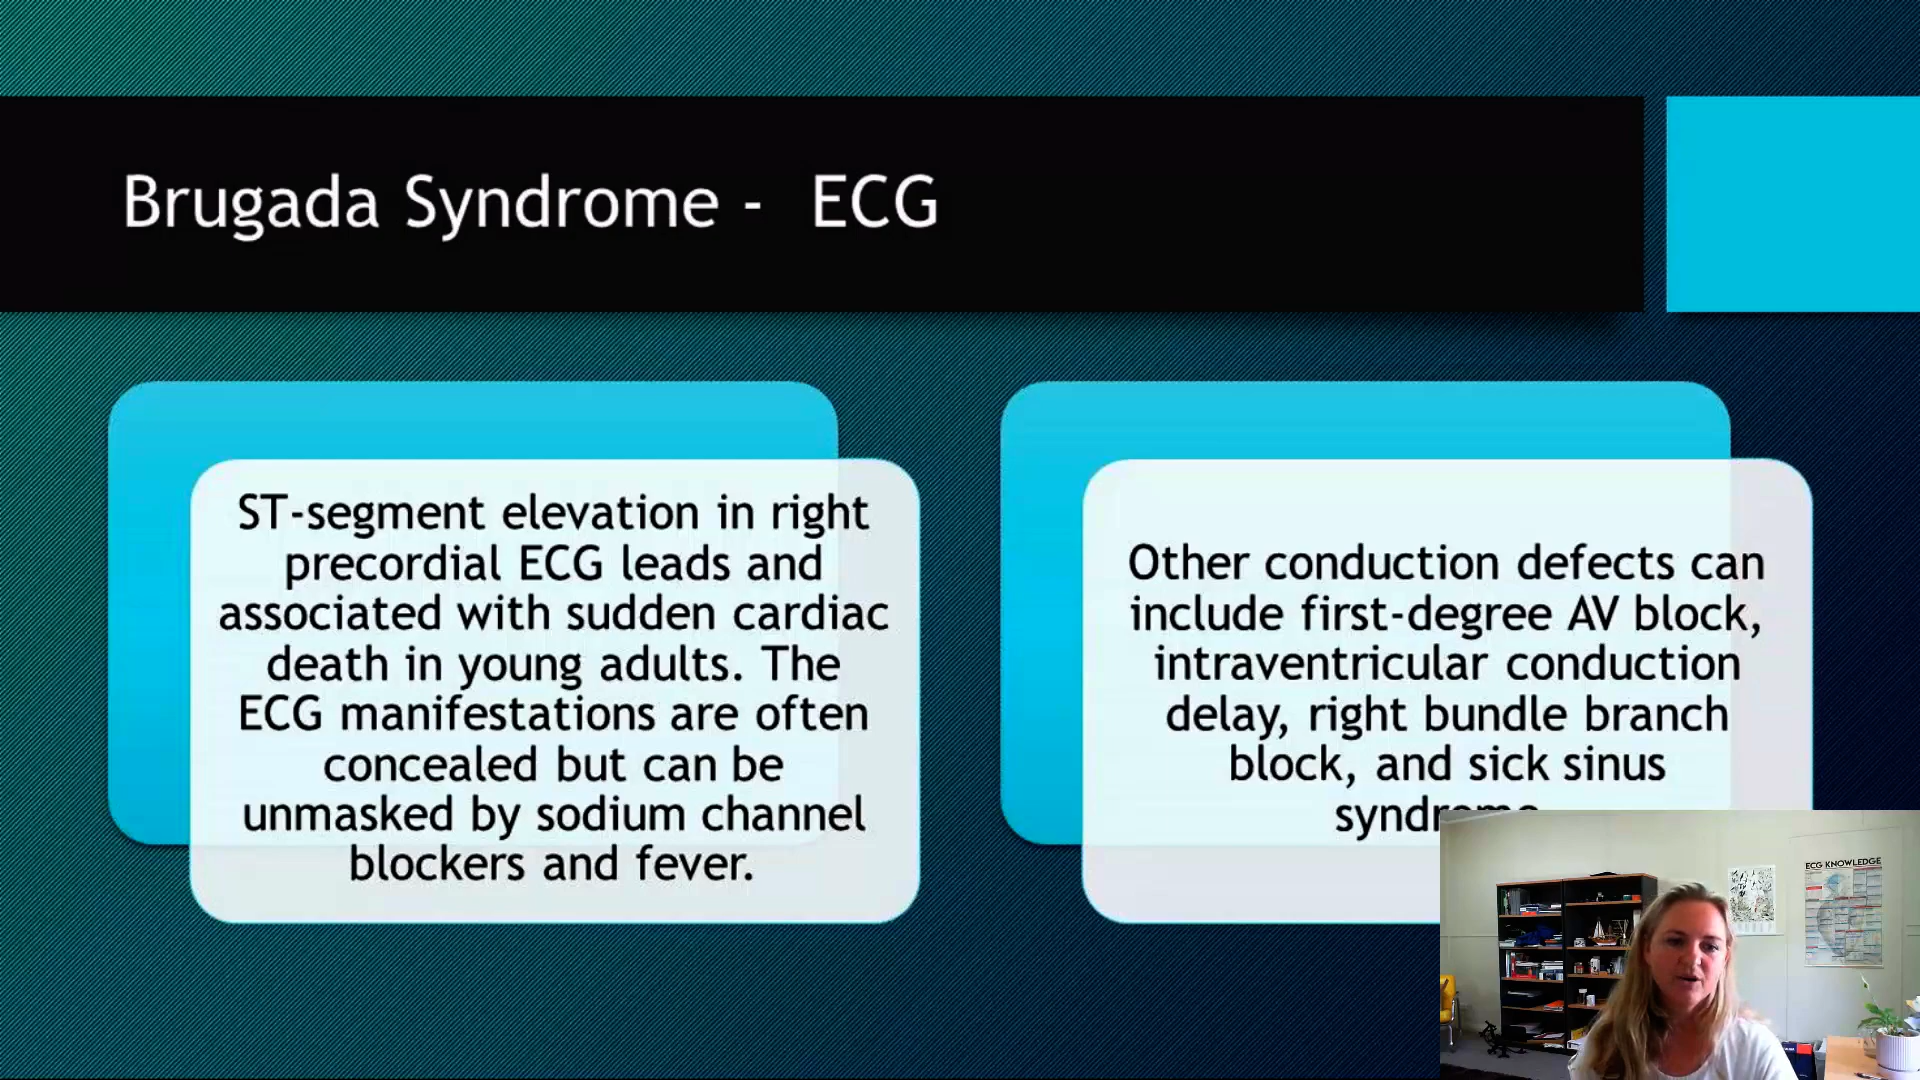 Brugada Syndrome - ECG
ST-segment elevation in right
precordial ECG leads and
associated with sudden cardiac
death in young adults. The
ECG manifestations are often
concealed but can be
unmasked by sodium channel
blockers and fever.
Other conduction defects can
include first-degree AV block,
intraventricular conduction
delay, right bundle branch
block, and sick sinus
ECG KNOWLEDGE